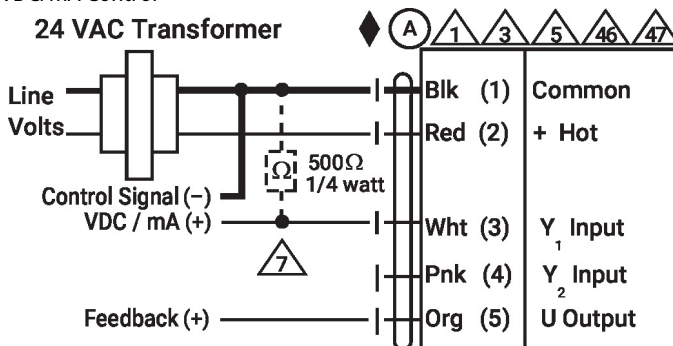 24 VAC Transformer
A 1 3 5 46 47
Line
Volts
Blk (1) Common
Red (2) + Hot
Ω 500Ω
1/4 watt
Control Signal (−)
VDC / mA (+)
7
Wht (3) Y1 Input
Pnk (4) Y2 Input
Feedback (+)
Org (5) U Output